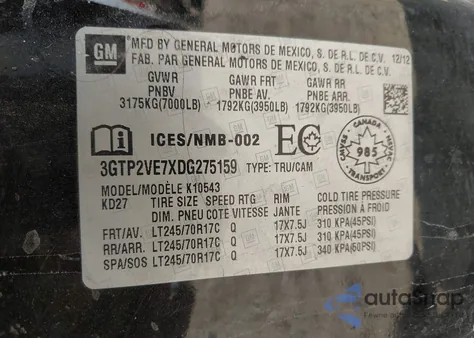 GM
MFD BY GENERAL MOTORS DE MEXICO, S. DE R.L. DE C.V. 12/12
FAB. PAR GENERAL MOTORS DE MEXICO, S. DE R.L. DE C.V.
GVWR GAWR FRT GAWR RR
PNBV PNBE AV. PNBE ARR.
3175KG(7000LB) - 1792KG(3950LB) 1792KG(3950LB)
ICES/NMB-002 EC CANADA CMVSS NSVAC 985 TRANSPORT
3GTP2VE7XDG275159 TYPE: TRU/CAM
MODEL/MODÈLE K10543
KD27 TIRE SIZE SPEED RTG RIM COLD TIRE PRESSURE
DIM. PNEU COTE VITESSE JANTE PRESSION A FROID
FRT/AV. LT245/70R17C Q 17X7.5J 310 KPA(45PSI)
RR/ARR. LT245/70R17C Q 17X7.5J 310 KPA(45PSI)
SPA/SOS LT245/70R17C Q 17X7.5J 340 KPA(50PSI)
autoSnap